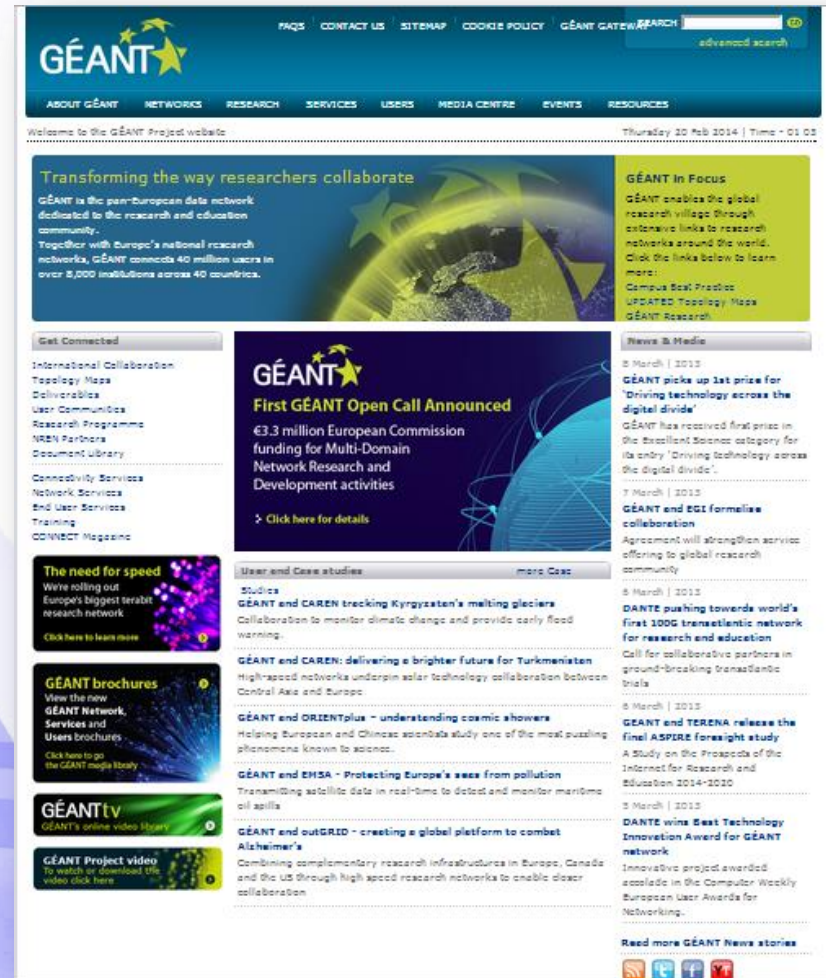 FAQS CONTACT US SITEMAP COOKIE POLICY GÉANT GATEWAY
SEARCH GO
advanced search
GÉANT
ABOUT GÉANT NETWORKS RESEARCH SERVICES USERS MEDIA CENTRE EVENTS RESOURCES
Welcome to the GÉANT Project website
Thursday 20 Feb 2014 | Time - 01 03
Transforming the way researchers collaborate
GÉANT is the pan-European data network
dedicated to the research and education
community.
Together with Europe's national research
networks, GÉANT connects 40 million users in
over 8,000 institutions across 40 countries.
GÉANT In Focus
GÉANT enables the global
research village through
extensive links to research
networks around the world.
Click the links below to learn
more:
Campus Best Practice
UPDATED Topology Maps
GÉANT Research
Get Connected
International Collaboration
Topology Maps
Deliverables
User Communities
Research Programme
NREN Partners
Document Library
Connectivity Services
Network Services
End User Services
Training
CONNECT Magazine
The need for speed
We're rolling out
Europe's biggest terabit
research network
Click here to learn more
GÉANT brochures
View the new
GÉANT Network,
Services and
Users brochures
Click here to go
the GÉANT media library
GÉANTtv
GÉANT's online video library
GÉANT Project video
To watch or download the
video click here
GÉANT
First GÉANT Open Call Announced
€3.3 million European Commission
funding for Multi-Domain
Network Research and
Development activities
Click here for details
User and Case studies more Case
Studies
GÉANT and CAREN tracking Kyrgyzstan's melting glaciers
Collaboration to monitor climate change and provide early flood
warning.
GÉANT and CAREN: delivering a brighter future for Turkmenistan
High-speed networks underpin solar technology collaboration between
Central Asia and Europe
GÉANT and ORIENTplus - understanding cosmic showers
Helping European and Chinese scientists study one of the most puzzling
phenomena known to science.
GÉANT and EMSA - Protecting Europe's seas from pollution
Transmitting satellite data in real-time to detect and monitor maritime
oil spills
GÉANT and outGRID - creating a global platform to combat
Alzheimer's
Combining complementary research infrastructures in Europe, Canada
and the US through high speed research networks to enable closer
collaboration
News & Media
8 March | 2013
GÉANT picks up 1st prize for
'Driving technology across the
digital divide'
GÉANT has received first prize in
the Excellent Science category for
its entry 'Driving technology across
the digital divide'.
7 March | 2013
GÉANT and EGI formalise
collaboration
Agreement will strengthen service
offering to global research
community
6 March | 2013
DANTE pushing towards world's
first 100G transatlantic network
for research and education
Call for collaborative partners in
ground-breaking transatlantic
trials
6 March | 2013
GEANT and TERENA release the
final ASPIRE foresight study
A Study on the Prospects of the
Internet for Research and
Education 2014-2020
5 March | 2013
DANTE wins Best Technology
Innovation Award for GÉANT
network
Innovative project awarded
accolade in the Computer Weekly
European User Awards for
Networking.
Read more GÉANT News stories